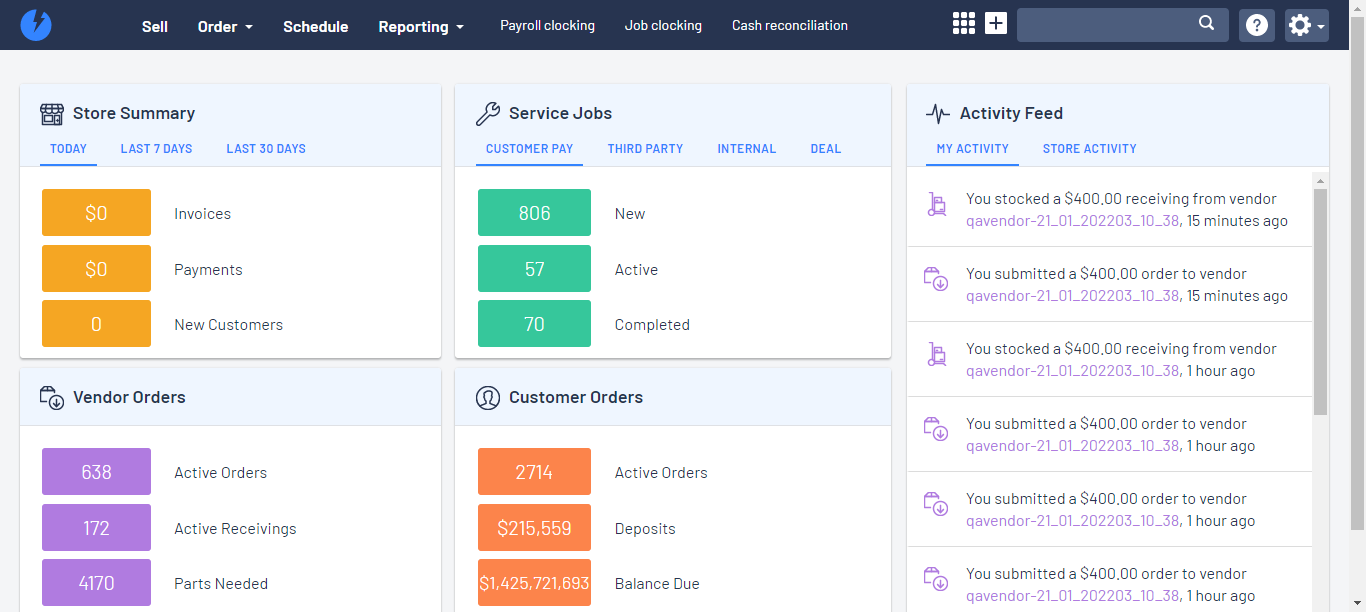 Sell Order Schedule Reporting Payroll clocking Job clocking Cash reconciliation
Store Summary
TODAY LAST 7 DAYS LAST 30 DAYS
$0 Invoices
$0 Payments
0 New Customers
Service Jobs
CUSTOMER PAY THIRD PARTY INTERNAL DEAL
806 New
57 Active
70 Completed
Vendor Orders
638 Active Orders
172 Active Receivings
4170 Parts Needed
Customer Orders
2714 Active Orders
$215,559 Deposits
$1,425,721,693 Balance Due
Activity Feed
MY ACTIVITY STORE ACTIVITY
You stocked a $400.00 receiving from vendor
qavendor-21_01_202203_10_38, 15 minutes ago
You submitted a $400.00 order to vendor
qavendor-21_01_202203_10_38, 15 minutes ago
You stocked a $400.00 receiving from vendor
qavendor-21_01_202203_10_38, 1 hour ago
You submitted a $400.00 order to vendor
qavendor-21_01_202203_10_38, 1 hour ago
You submitted a $400.00 order to vendor
qavendor-21_01_202203_10_38, 1 hour ago
You submitted a $400.00 order to vendor
qavendor-21_01_202203_10_38, 1 hour ago